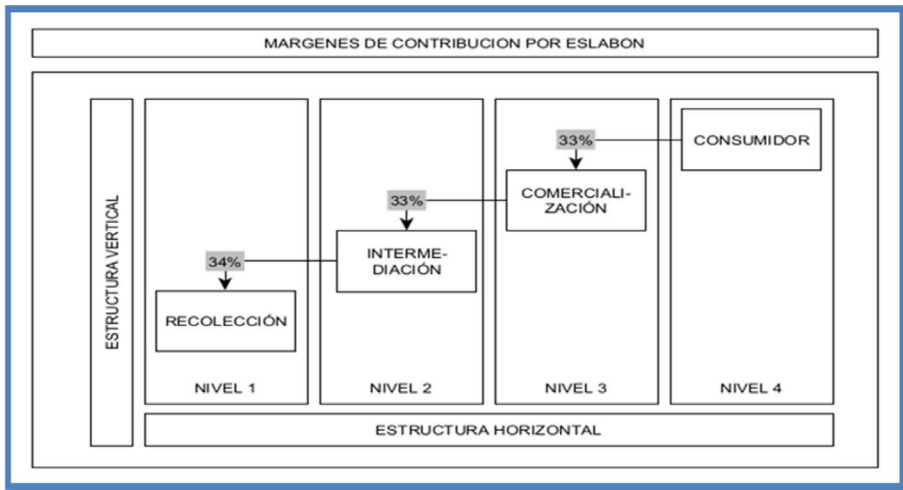 MARGENES DE CONTRIBUCION POR ESLABON
ESTRUCTURA VERTICAL
34%
RECOLECCIÓN
NIVEL 1
33%
INTERME-
DIACIÓN
NIVEL 2
33%
COMERCIALI-
ZACIÓN
NIVEL 3
CONSUMIDOR
NIVEL 4
ESTRUCTURA HORIZONTAL